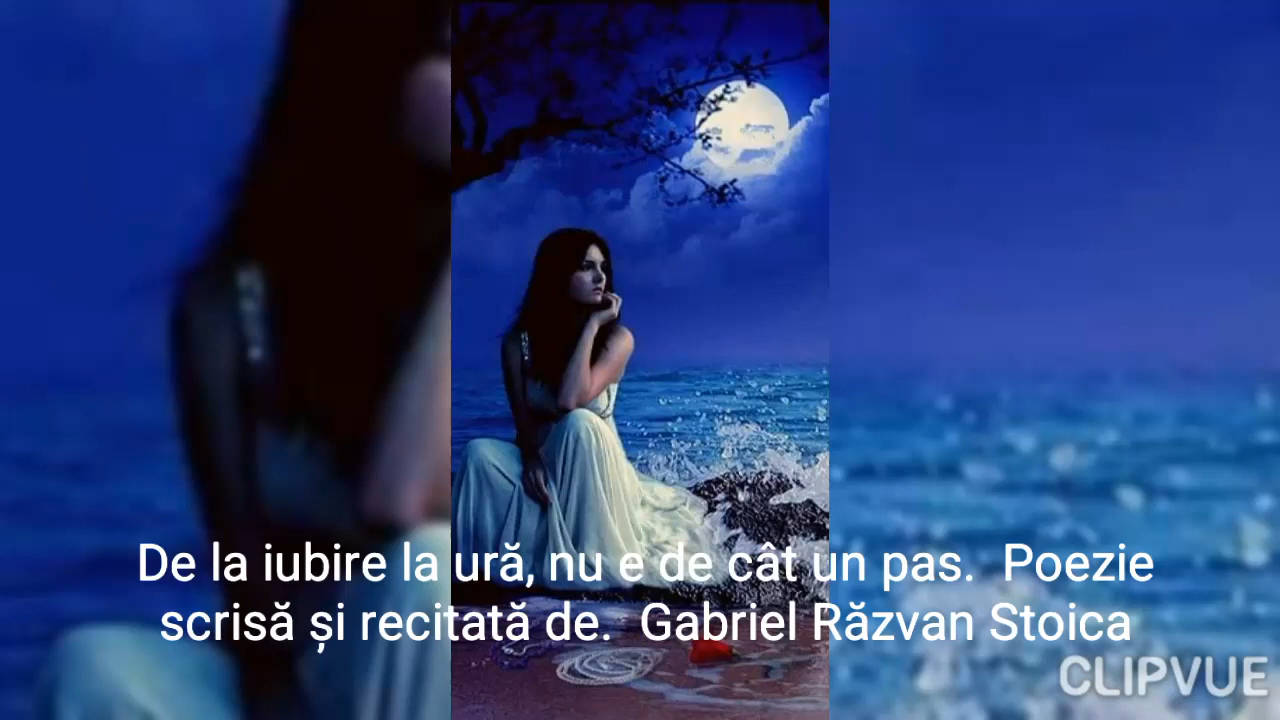 De la iubire la ură, nu e de cât un pas.  Poezie
scrisă și recitată de.  Gabriel Răzvan Stoica
CLIPVUE